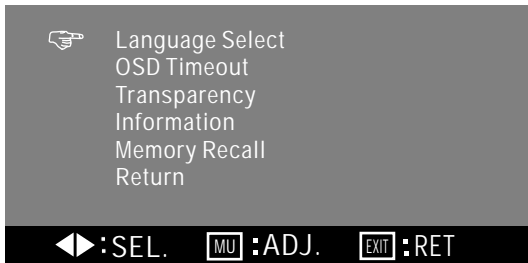 Language Select
OSD Timeout
Transparency
Information
Memory Recall
Return
◀▶:SEL. MU :ADJ. EXIT :RET